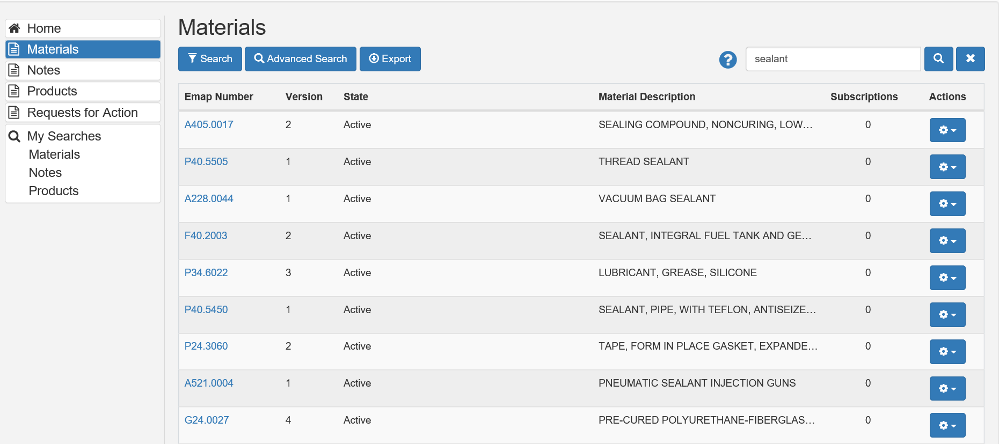 Home
Materials
Notes
Products
Requests for Action
My Searches
Materials
Notes
Products
Materials
Search Advanced Search Export sealant
Emap Number Version State Material Description Subscriptions Actions
A405.0017 2 Active SEALING COMPOUND, NONCURING, LOW... 0
P40.5505 1 Active THREAD SEALANT 0
A228.0044 1 Active VACUUM BAG SEALANT 0
F40.2003 2 Active SEALANT, INTEGRAL FUEL TANK AND GE... 0
P34.6022 3 Active LUBRICANT, GREASE, SILICONE 0
P40.5450 1 Active SEALANT, PIPE, WITH TEFLON, ANTISEIZE... 0
P24.3060 2 Active TAPE, FORM IN PLACE GASKET, EXPANDE... 0
A521.0004 1 Active PNEUMATIC SEALANT INJECTION GUNS 0
G24.0027 4 Active PRE-CURED POLYURETHANE-FIBERGLAS... 0